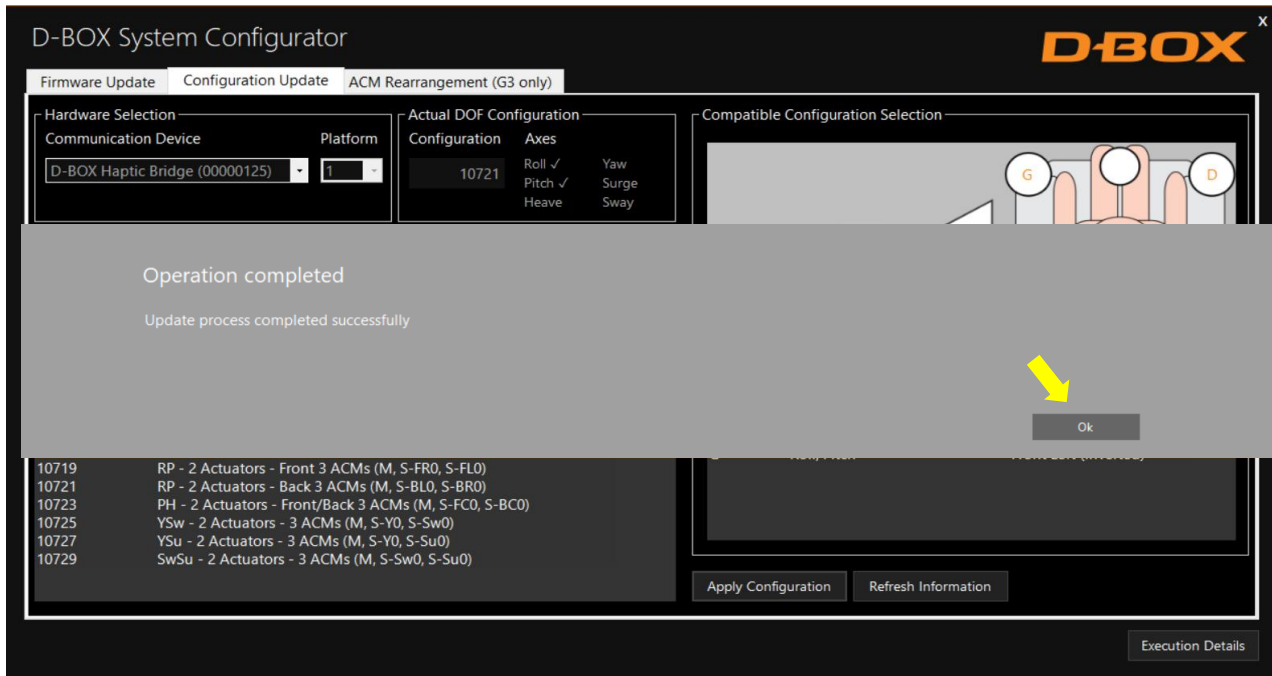 D-BOX System Configurator
D-BOX
x
Firmware Update
Configuration Update
ACM Rearrangement (G3 only)
Hardware Selection
Communication Device
Platform
D-BOX Haptic Bridge (00000125)
1
Actual DOF Configuration
Configuration
Axes
10721
Roll ✓
Yaw
Pitch ✓
Surge
Heave
Sway
Compatible Configuration Selection
G
D
Operation completed
Update process completed successfully
Ok
10719 RP - 2 Actuators - Front 3 ACMs (M, S-FR0, S-FL0)
10721 RP - 2 Actuators - Back 3 ACMs (M, S-BL0, S-BR0)
10723 PH - 2 Actuators - Front/Back 3 ACMs (M, S-FC0, S-BC0)
10725 YSw - 2 Actuators - 3 ACMs (M, S-Y0, S-Sw0)
10727 YSu - 2 Actuators - 3 ACMs (M, S-Y0, S-Su0)
10729 SwSu - 2 Actuators - 3 ACMs (M, S-Sw0, S-Su0)
Apply Configuration
Refresh Information
Execution Details